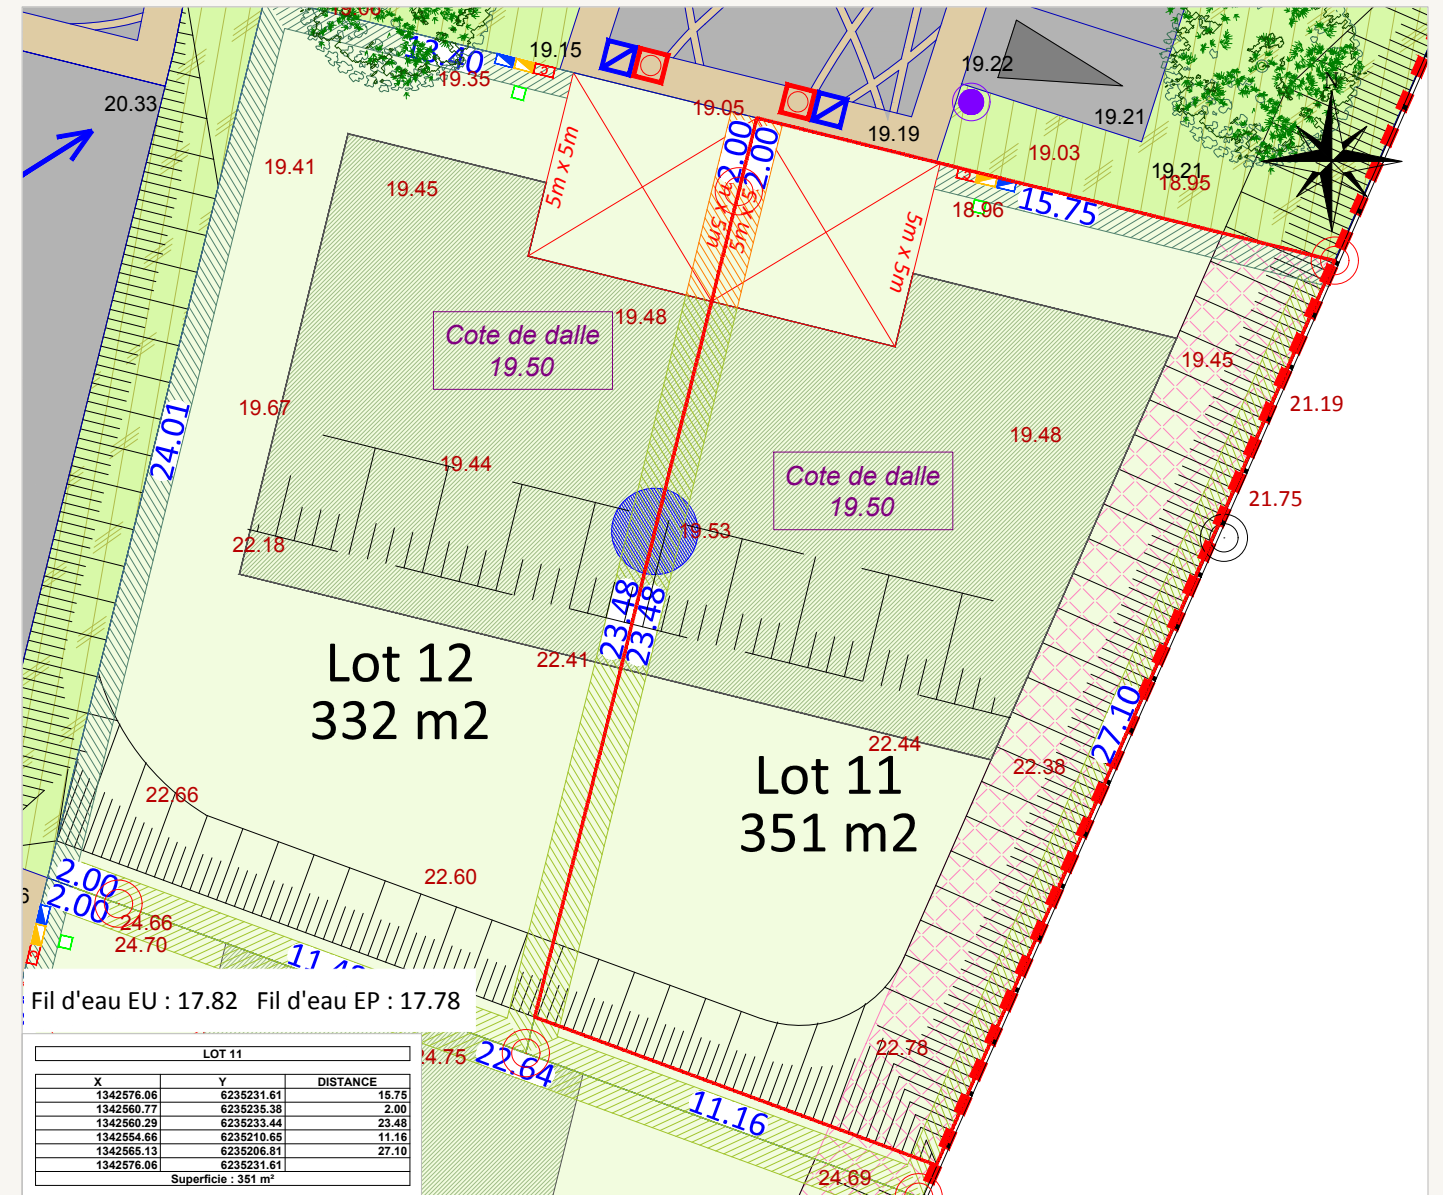 19.06
13.40
19.15
19.35
20.33
19.05
19.22
19.21
19.19
19.03
19.21
18.95
18.96
15.75
19.41
19.45
5m x 5m
2.00
2.00
5m x 5m
5m x 5m
5m x 5m
19.48
Cote de dalle
19.50
19.45
21.19
24.01
19.67
19.44
19.48
Cote de dalle
19.50
21.75
19.53
22.18
23.48
23.48
22.41
Lot 12
332 m2
27.10
22.44
22.38
Lot 11
351 m2
22.66
22.60
2.00
2.00
24.66
24.70
Fil d'eau EU : 17.82 Fil d'eau EP : 17.78
22.78
24.75
22.64
11.16
24.69
LOT 11
X Y DISTANCE
1342576.06 6235231.61 15.75
1342560.77 6235235.38 2.00
1342560.29 6235233.44 23.48
1342554.66 6235210.65 11.16
1342565.13 6235206.81 27.10
1342576.06 6235231.61
Superficie : 351 m²